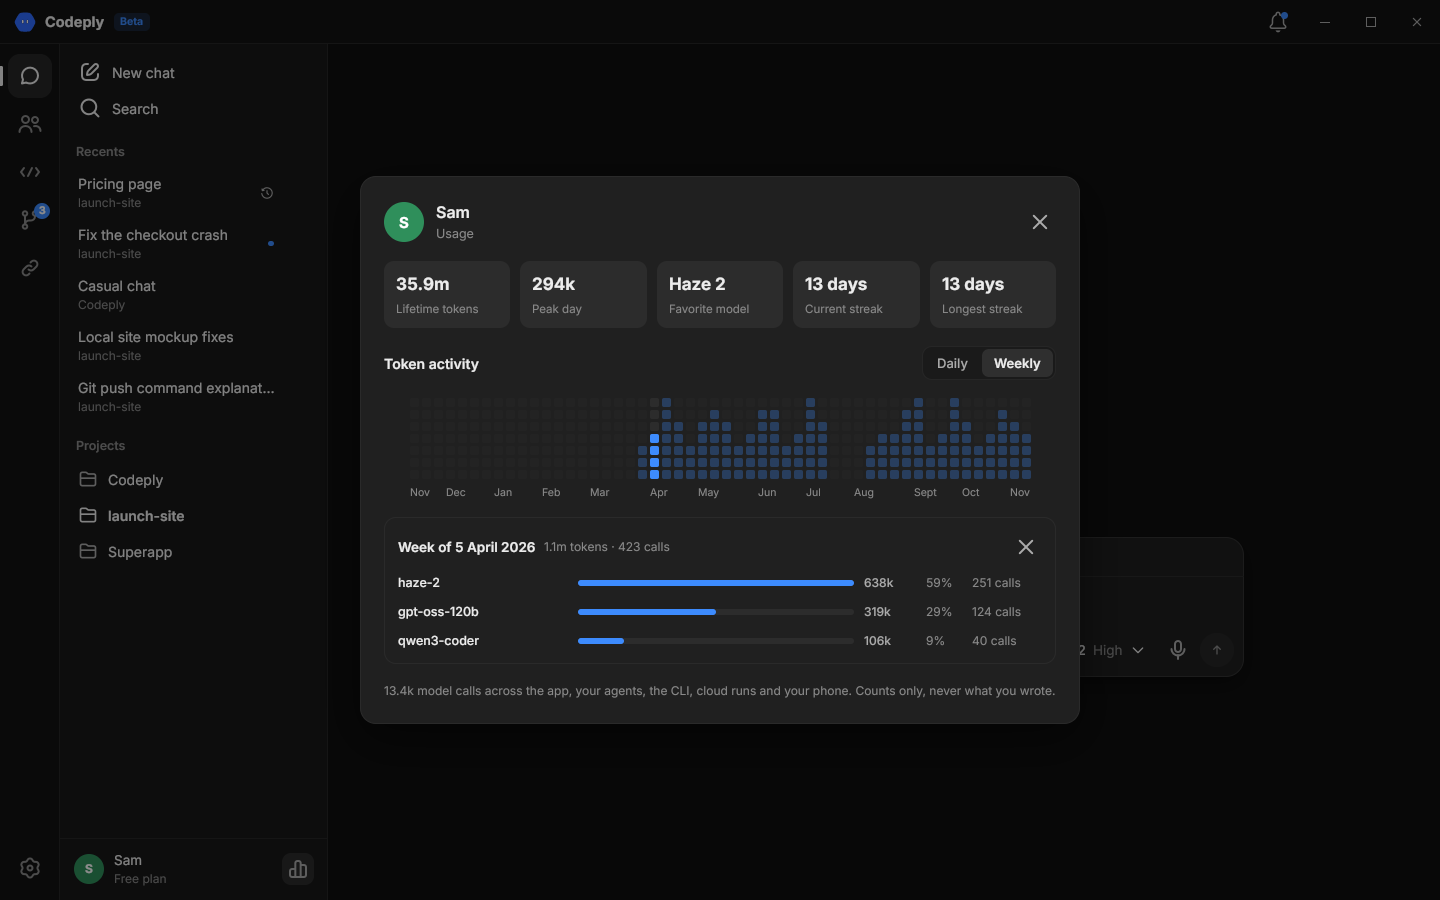 Codeply Beta
New chat
Search
Recents
Pricing page
launch-site
3
Fix the checkout crash
launch-site
Casual chat
Codeply
Local site mockup fixes
launch-site
Git push command explanat...
launch-site
Projects
Codeply
launch-site
Superapp
S
Sam
Free plan
S
Sam
Usage
35.9m
Lifetime tokens
294k
Peak day
Haze 2
Favorite model
13 days
Current streak
13 days
Longest streak
Token activity
Daily Weekly
Nov Dec Jan Feb Mar Apr May Jun Jul Aug Sept Oct Nov
Week of 5 April 2026 1.1m tokens · 423 calls
haze-2 638k 59% 251 calls
gpt-oss-120b 319k 29% 124 calls
qwen3-coder 106k 9% 40 calls
13.4k model calls across the app, your agents, the CLI, cloud runs and your phone. Counts only, never what you wrote.
2 High